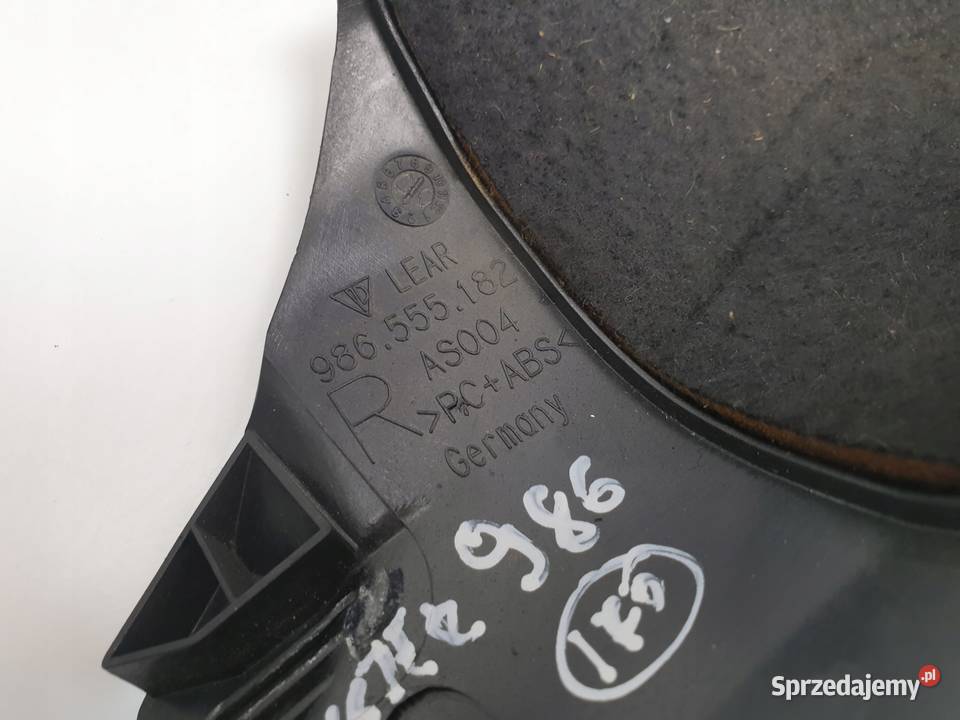 LEAR
986.555.182
AS004
R >PC+ABS<
Germany
986
Sprzedajemy.pl